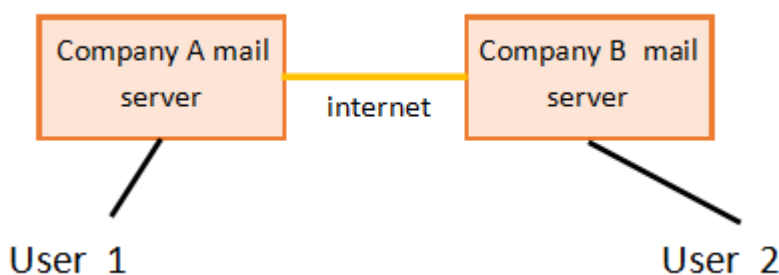 Company A mail
server
internet
Company B  mail
server
User  1
User  2